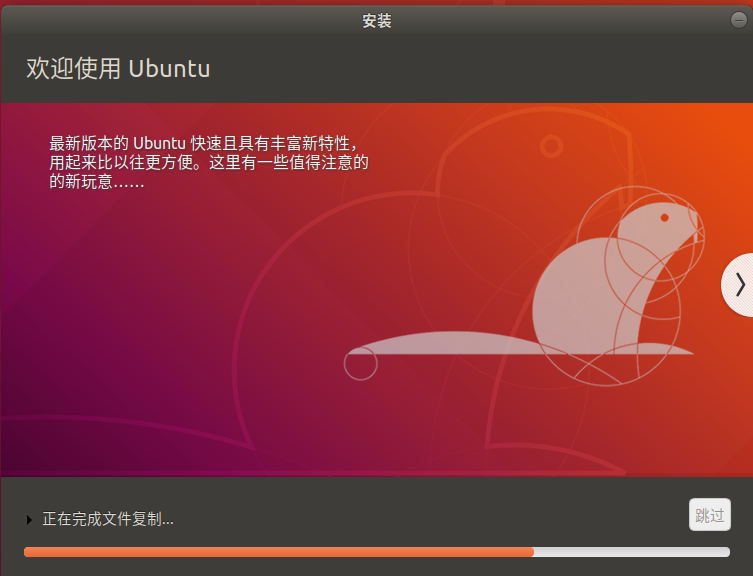 安装
欢迎使用 Ubuntu
最新版本的 Ubuntu 快速且具有丰富新特性，
用起来比以往更方便。这里有一些值得注意的
的新玩意……
正在完成文件复制...
跳过